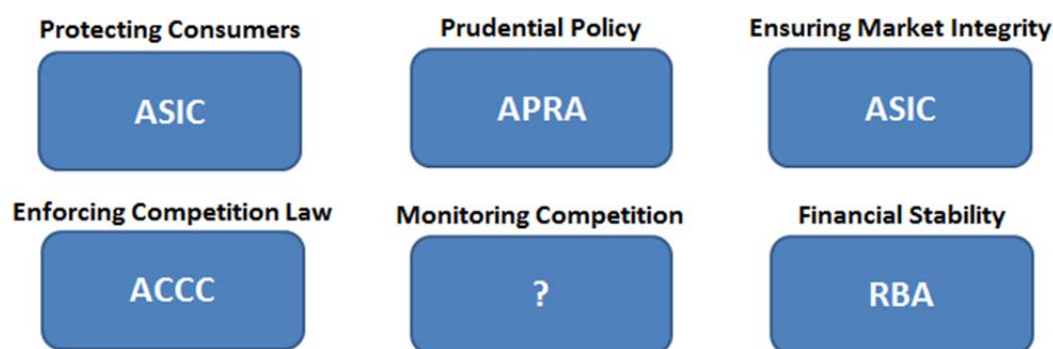 Protecting Consumers
ASIC
Prudential Policy
APRA
Ensuring Market Integrity
ASIC
Enforcing Competition Law
ACCC
Monitoring Competition
?
Financial Stability
RBA